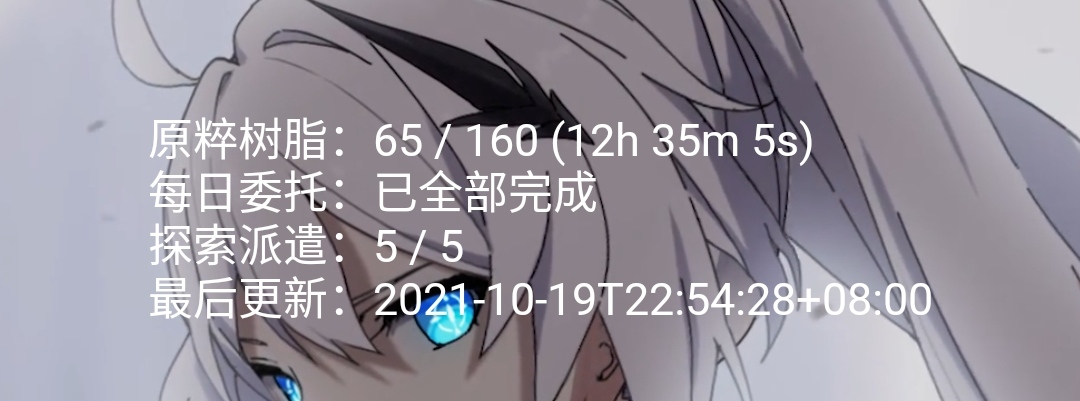 原粹树脂：65 / 160 (12h 35m 5s)
每日委托：已全部完成
探索派遣：5 / 5
最后更新：2021-10-19T22:54:28+08:00